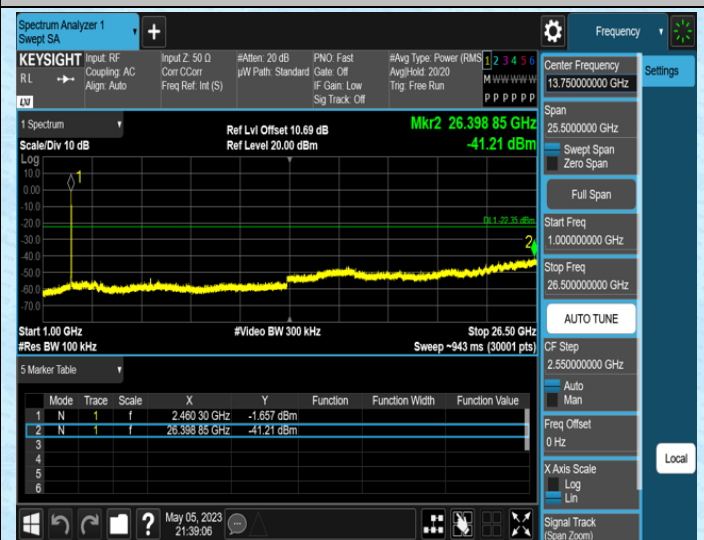 Spectrum Analyzer 1
Swept SA
Frequency
KEYSIGHT
RL
LXI
Input: RF
Coupling: AC
Align: Auto
Input Z: 50 Ω
Corr CCorr
Freq Ref: Int (S)
#Atten: 20 dB
µW Path: Standard
PNO: Fast
Gate: Off
IF Gain: Low
Sig Track: Off
#Avg Type: Power (RMS
Avg|Hold: 20/20
Trig: Free Run
1 2 3 4 5 6
M W W W W W
P P P P P P
1 Spectrum
Scale/Div 10 dB
Ref Lvl Offset 10.69 dB
Ref Level 20.00 dBm
Mkr2 26.398 85 GHz
-41.21 dBm
Log
10.0
0.00
-10.0
-20.0
-30.0
-40.0
-50.0
-60.0
-70.0
1
DL1 -22.35 dBm
2
Start 1.00 GHz
#Res BW 100 kHz
#Video BW 300 kHz
Stop 26.50 GHz
Sweep ~943 ms (30001 pts)
5 Marker Table
Mode Trace Scale X Y Function Function Width Function Value
1 N 1 f 2.460 30 GHz -1.657 dBm
2 N 1 f 26.398 85 GHz -41.21 dBm
3
4
5
6
May 05, 2023
21:39:06
Center Frequency
13.750000000 GHz
Span
25.5000000 GHz
Swept Span
Zero Span
Full Span
Start Freq
1.000000000 GHz
Stop Freq
26.500000000 GHz
AUTO TUNE
CF Step
2.550000000 GHz
Auto
Man
Freq Offset
0 Hz
X Axis Scale
Log
Lin
Signal Track
(Span Zoom)
Settings
Local